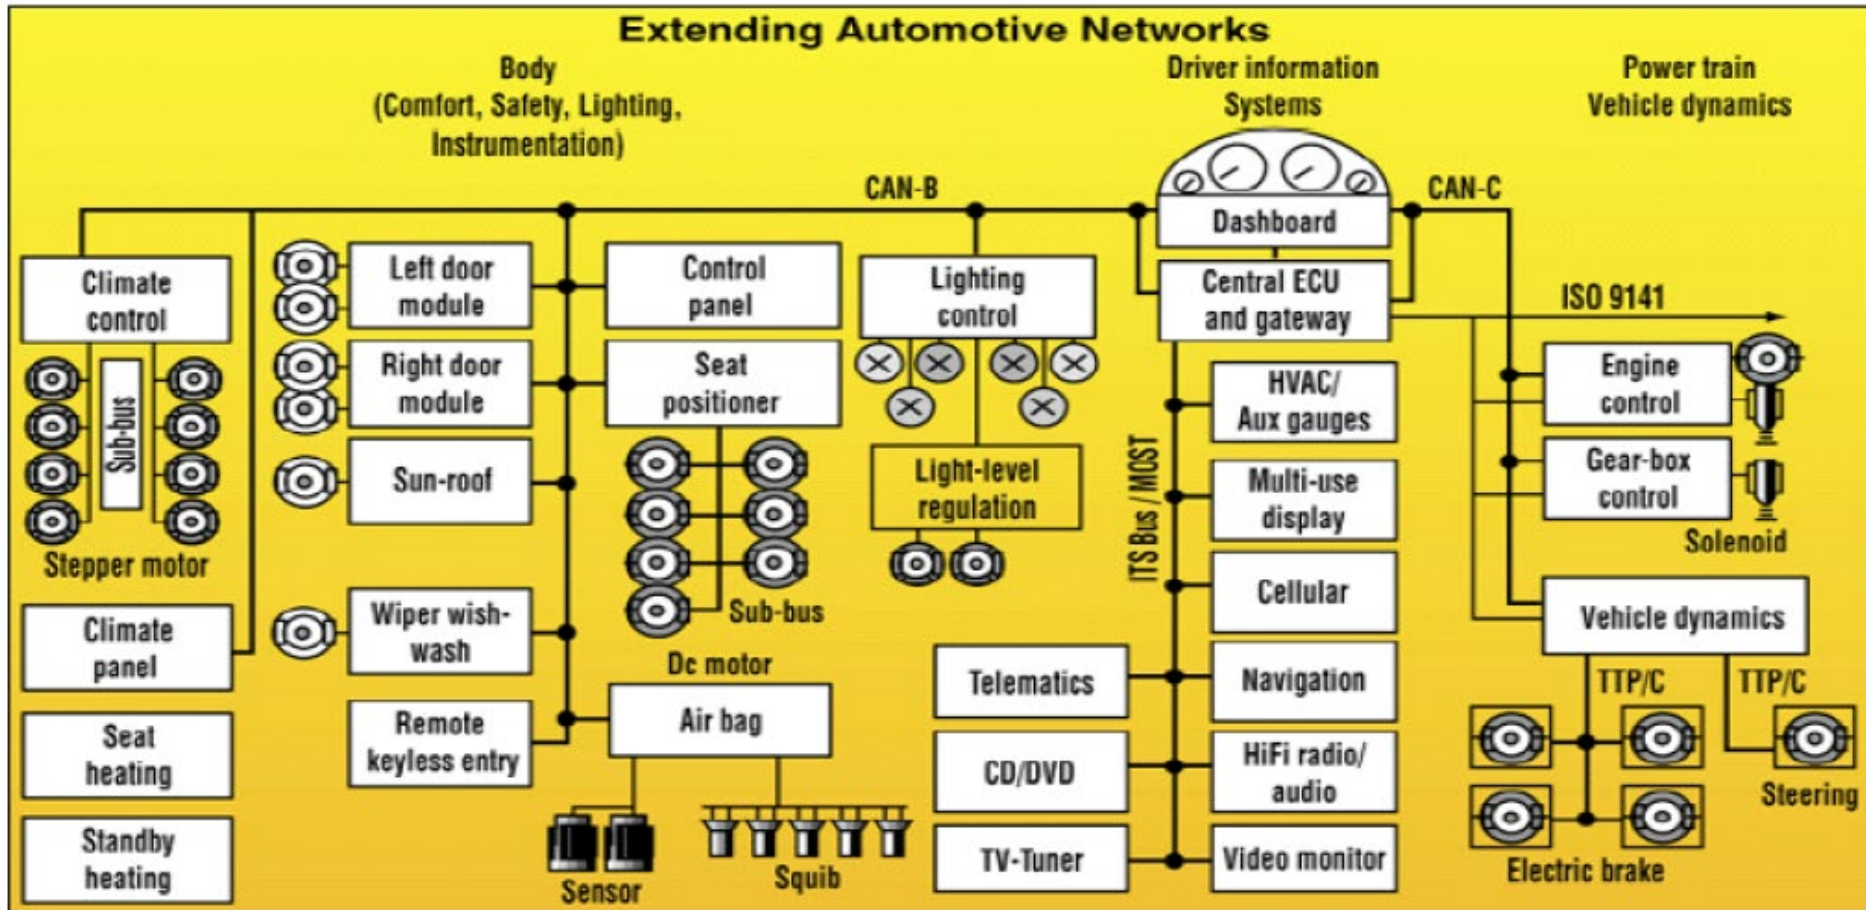 Extending Automotive Networks
Body
(Comfort, Safety, Lighting,
Instrumentation)
Driver information
Systems
Power train
Vehicle dynamics
CAN-B
CAN-C
Dashboard
Climate
control
Left door
module
Control
panel
Lighting
control
Central ECU
and gateway
ISO 9141
Sub-bus
Right door
module
Seat
positioner
HVAC/
Aux gauges
Engine
control
Sun-roof
Light-level
regulation
ITS Bus / MOST
Multi-use
display
Gear-box
control
Solenoid
Stepper motor
Climate
panel
Wiper wish-
wash
Sub-bus
Dc motor
Cellular
Vehicle dynamics
Telematics
Navigation
TTP/C
TTP/C
Seat
heating
Remote
keyless entry
Air bag
CD/DVD
HiFi radio/
audio
Steering
Standby
heating
Sensor
Squib
TV-Tuner
Video monitor
Electric brake